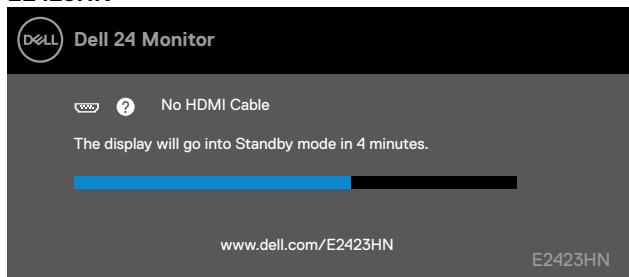 DELL Dell 24 Monitor
? No HDMI Cable
The display will go into Standby mode in 4 minutes.
www.dell.com/E2423HN
E2423HN